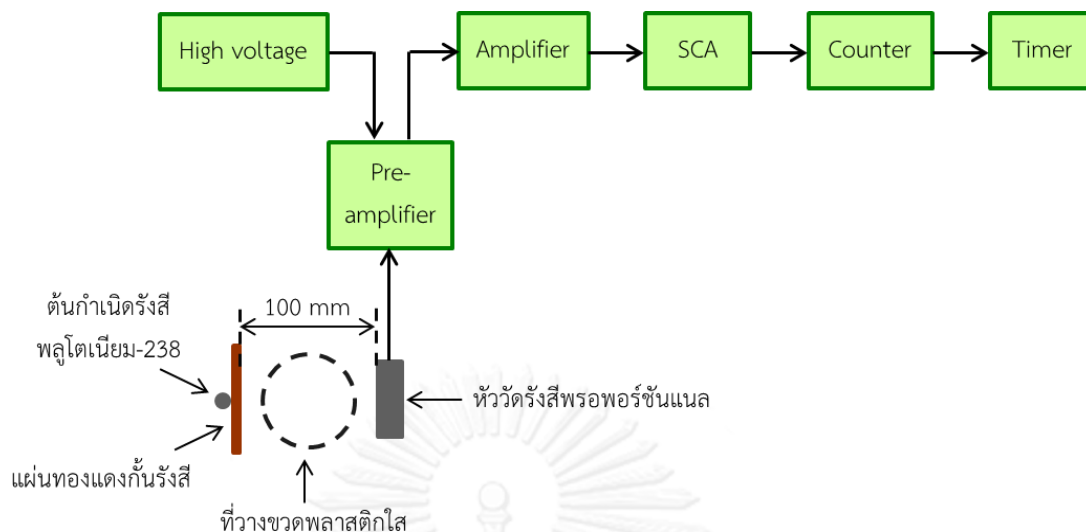 High voltage
Amplifier
SCA
Counter
Timer
Pre-
amplifier
ต้นกำเนิดรังสี
พลูโตเนียม-238
100 mm
หัววัดรังสีพรอพอร์ชันแนล
แผ่นทองแดงกั้นรังสี
ที่วางขวดพลาสติกใส